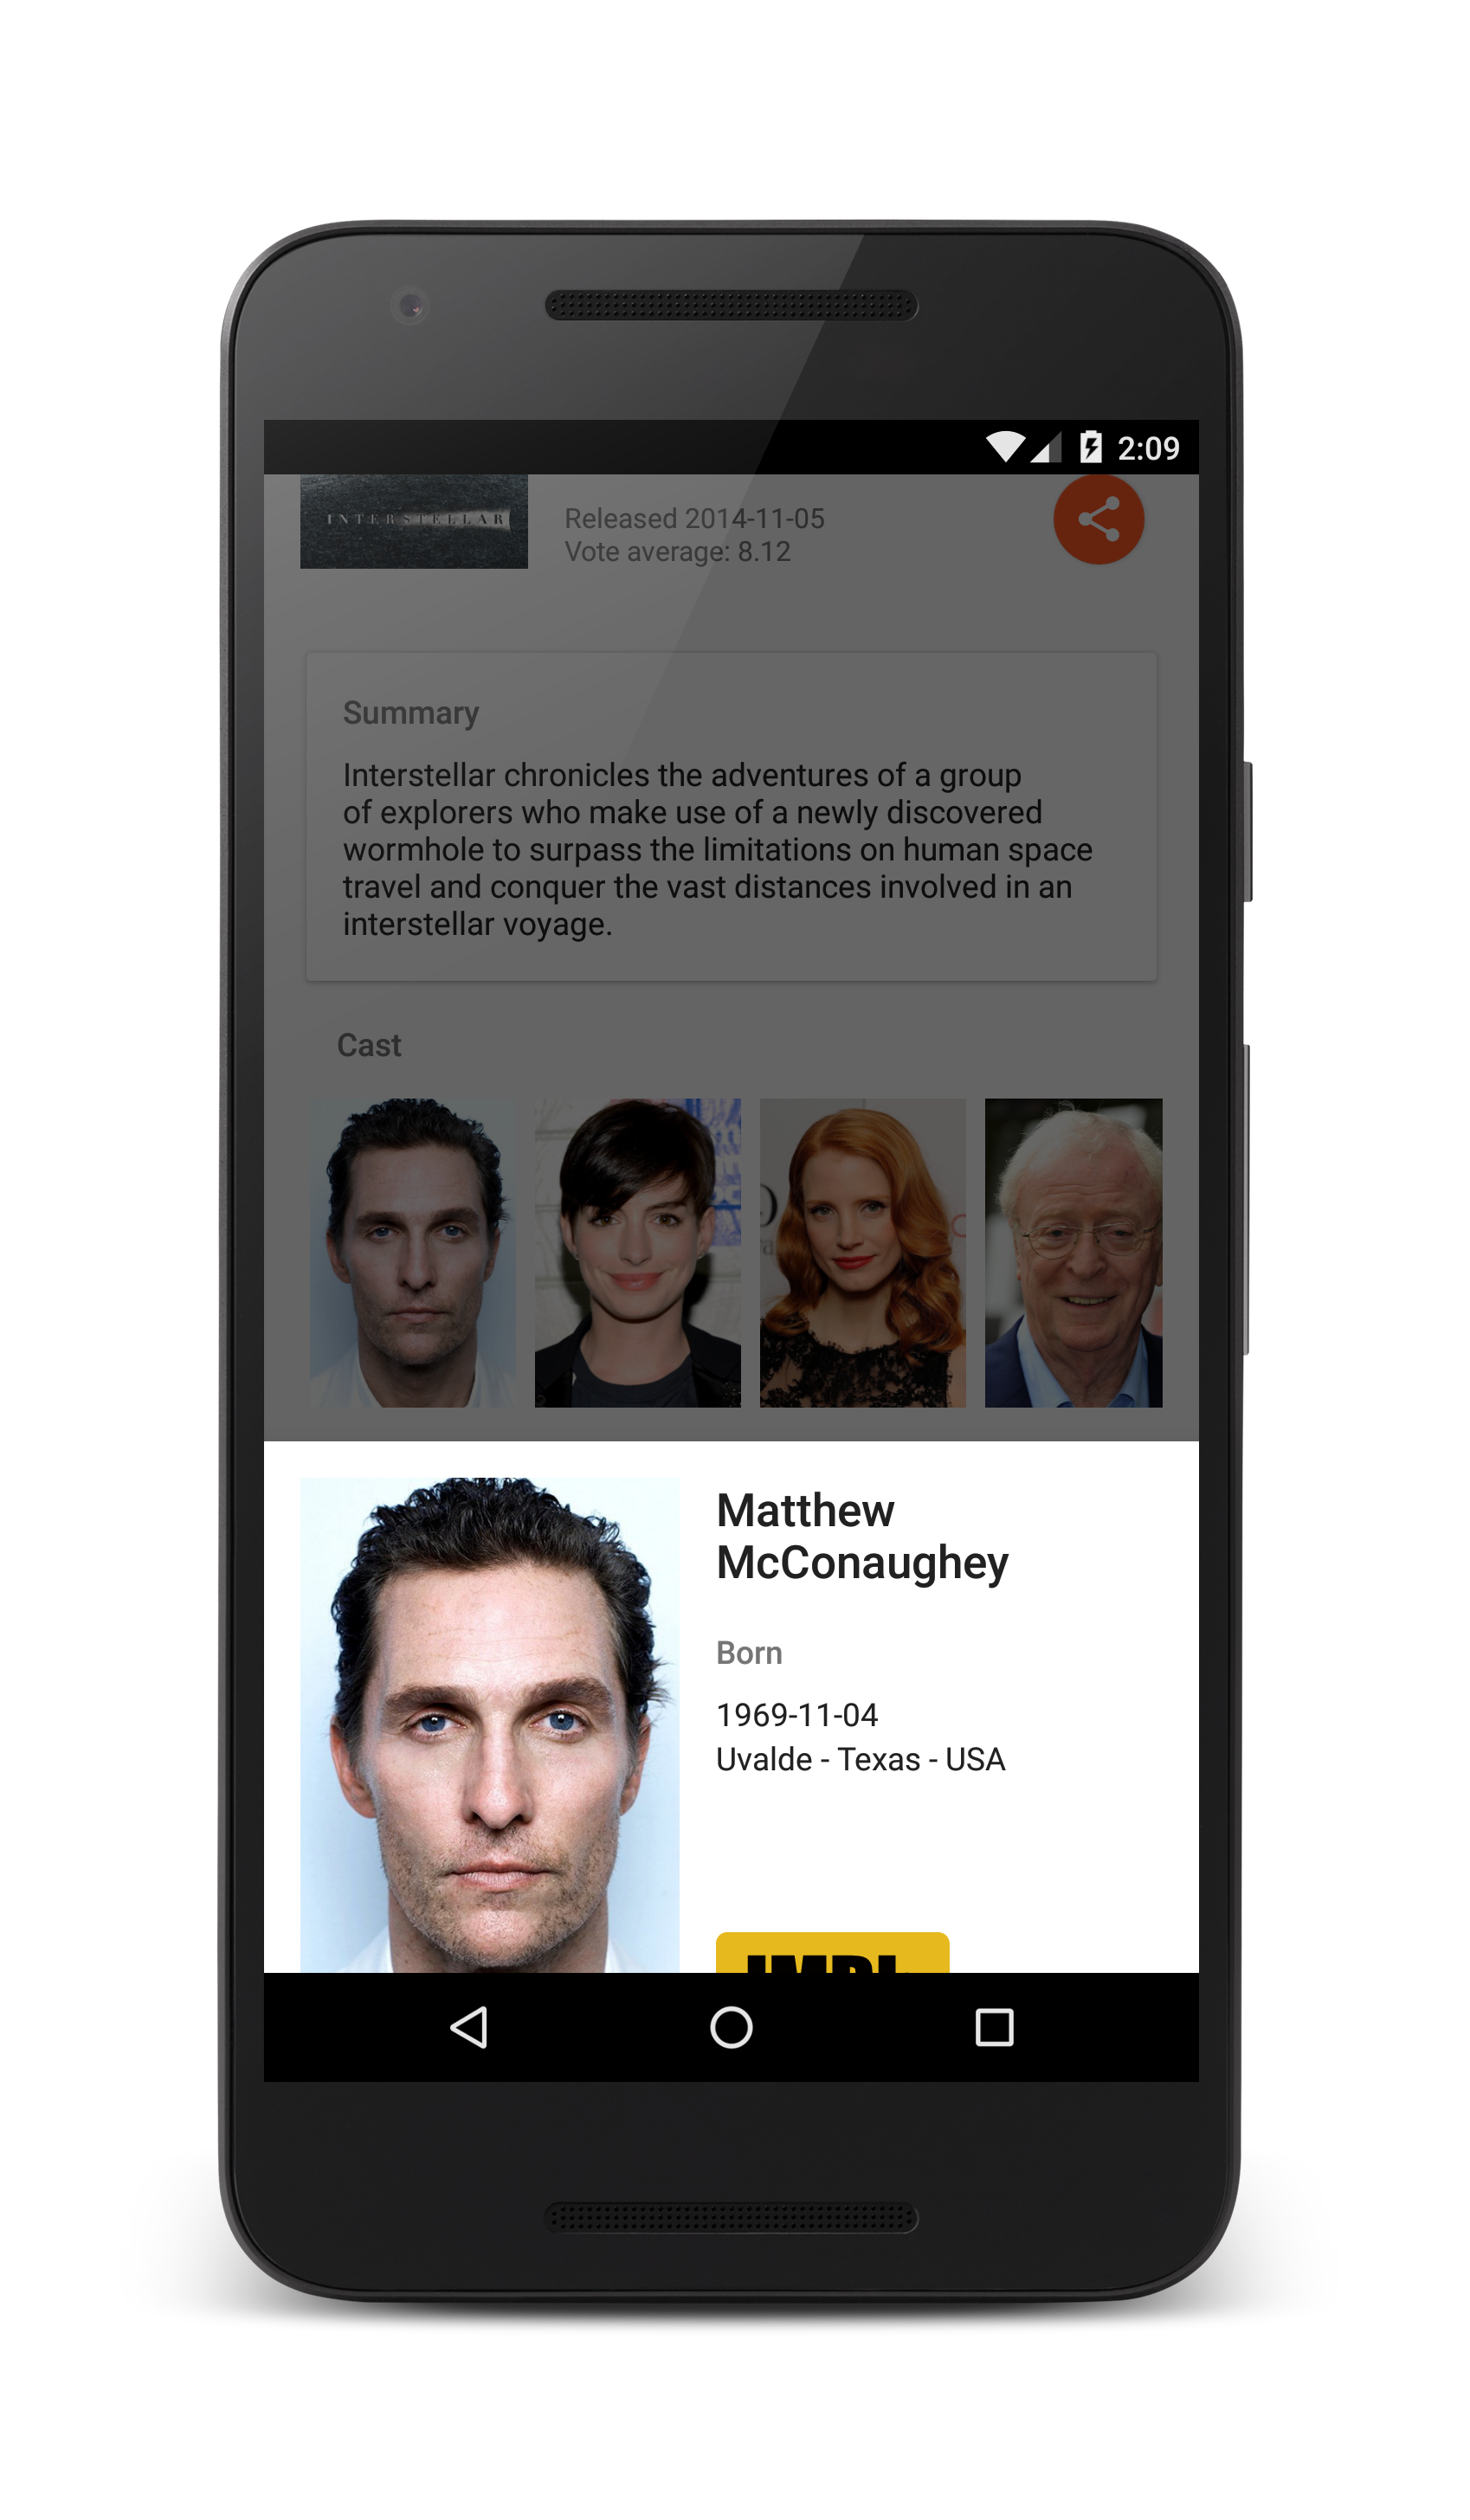 2:09
INTERSTELLAR
Released 2014-11-05
Vote average: 8.12
Summary
Interstellar chronicles the adventures of a group
of explorers who make use of a newly discovered
wormhole to surpass the limitations on human space
travel and conquer the vast distances involved in an
interstellar voyage.
Cast
Matthew
McConaughey
Born
1969-11-04
Uvalde - Texas - USA
IMDb